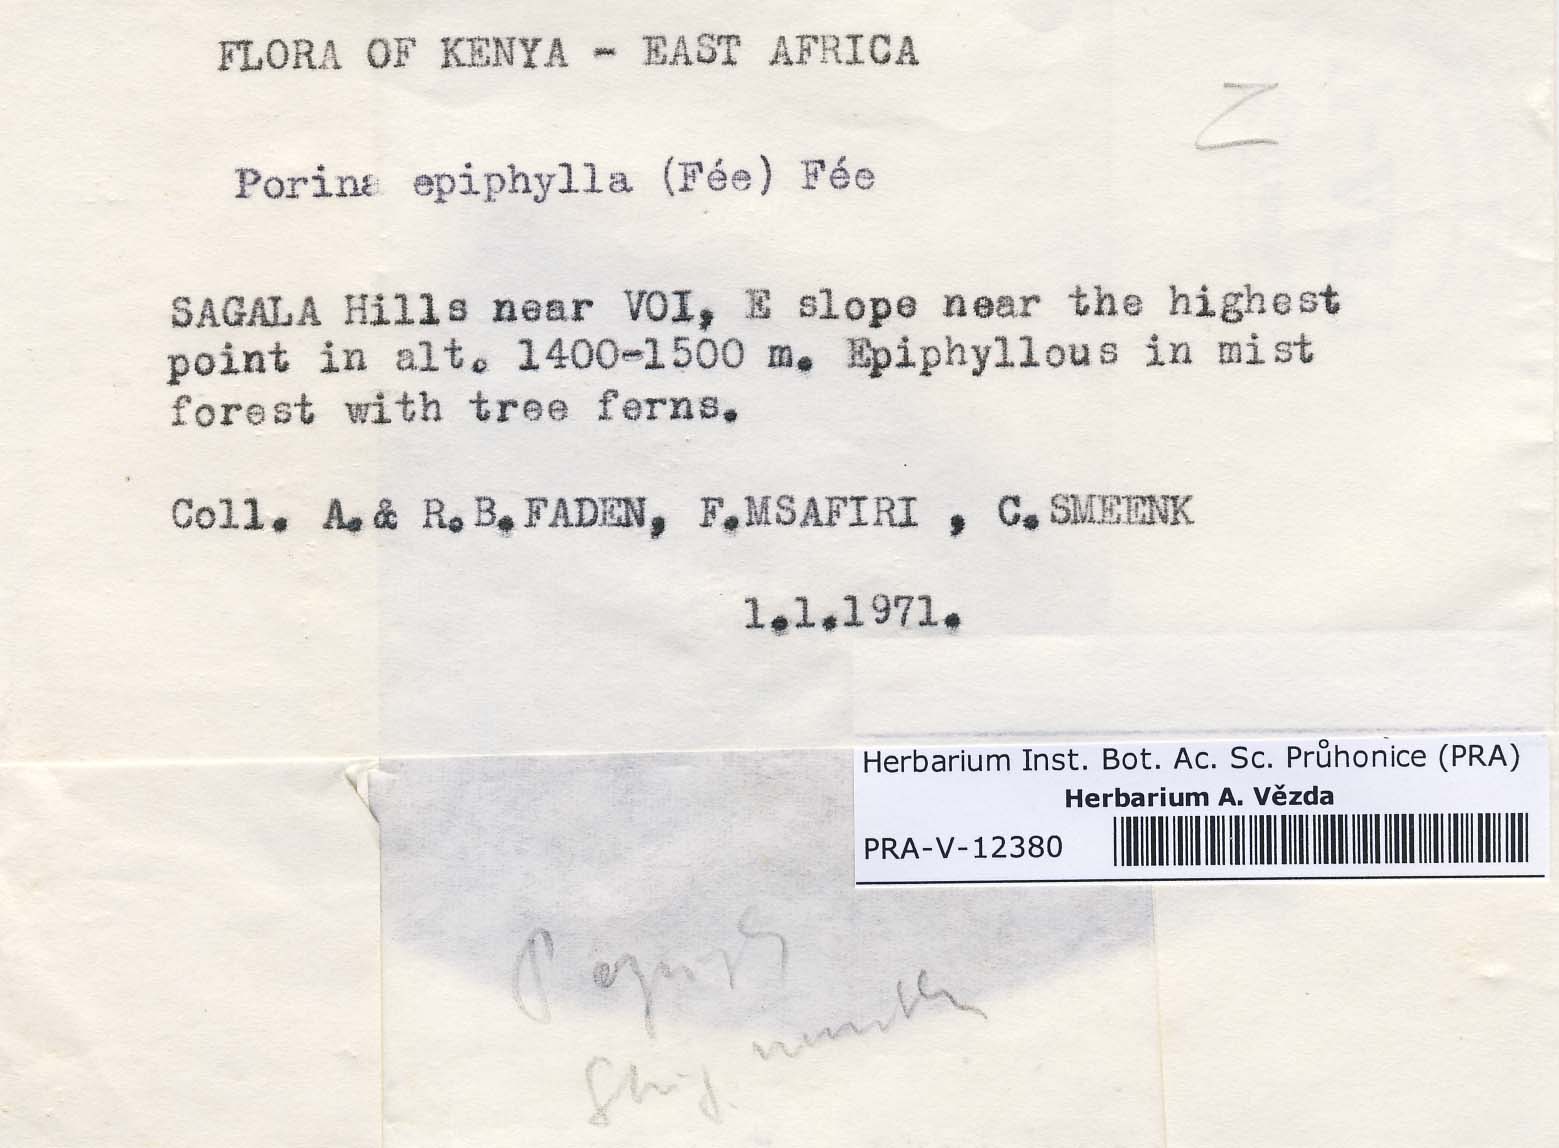 FLORA OF KENYA - EAST AFRICA
Z
Porina epiphylla (Fée) Fée
SAGALA Hills near VOI, E slope near the highest
point in alt. 1400-1500 m. Epiphyllous in mist
forest with tree ferns.
Coll. A.& R.B.FADEN, F.MSAFIRI , C.SMEENK
1.1.1971.
Herbarium Inst. Bot. Ac. Sc. Průhonice (PRA)
Herbarium A. Vězda
PRA-V-12380